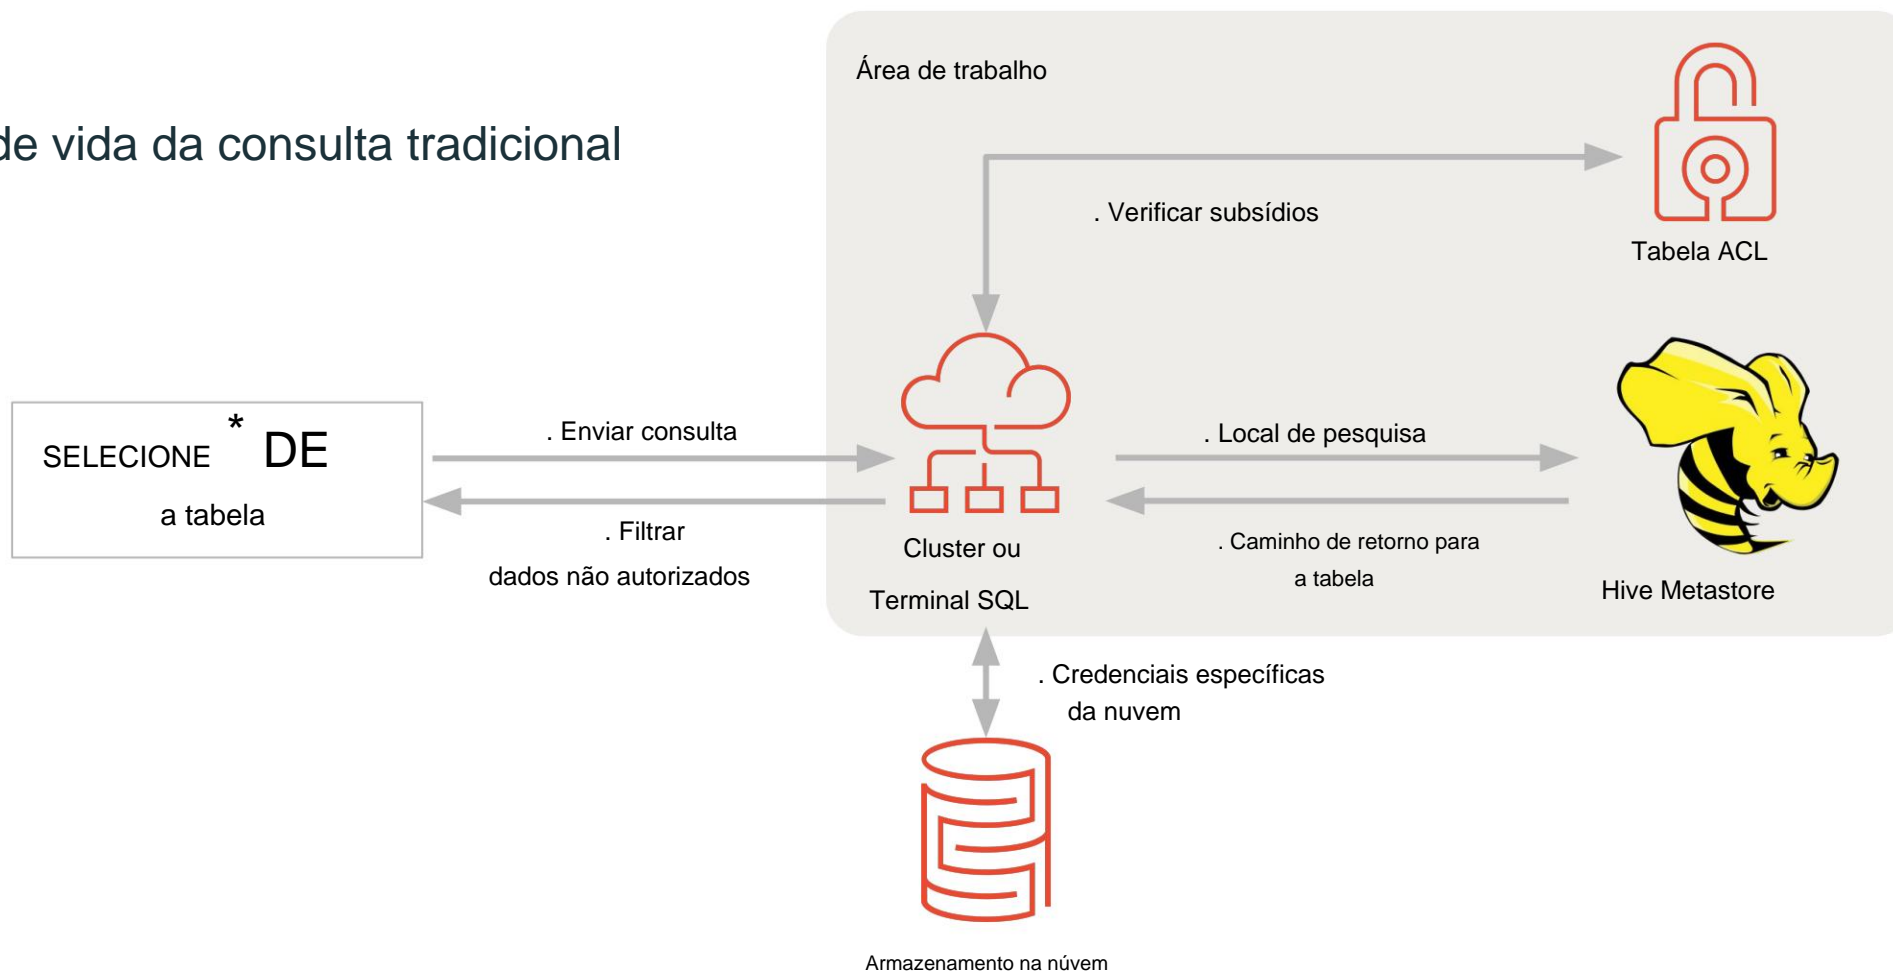 Área de trabalho
de vida da consulta tradicional
. Verificar subsídios
Tabela ACL
SELECIONE * DE
a tabela
. Enviar consulta
. Filtrar
dados não autorizados
Cluster ou
Terminal SQL
. Local de pesquisa
. Caminho de retorno para
a tabela
Hive Metastore
. Credenciais específicas
da nuvem
Armazenamento na núvem